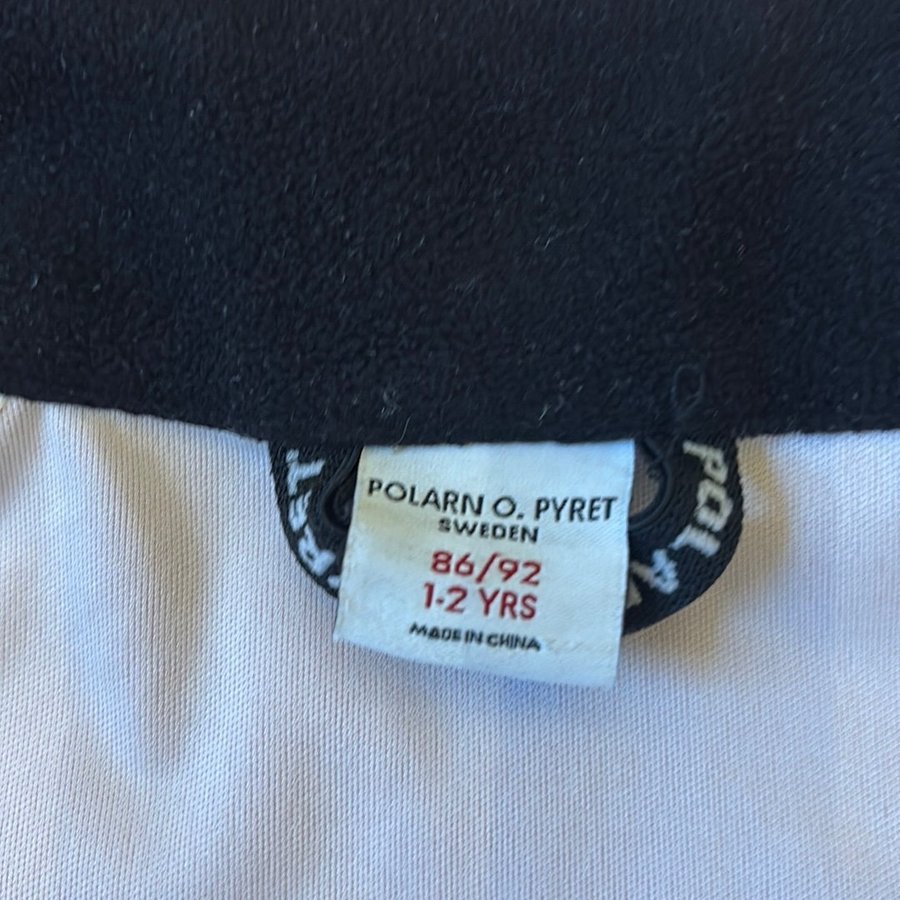 POLARN O. PYRET
SWEDEN
86/92
1-2 YRS
MADE IN CHINA